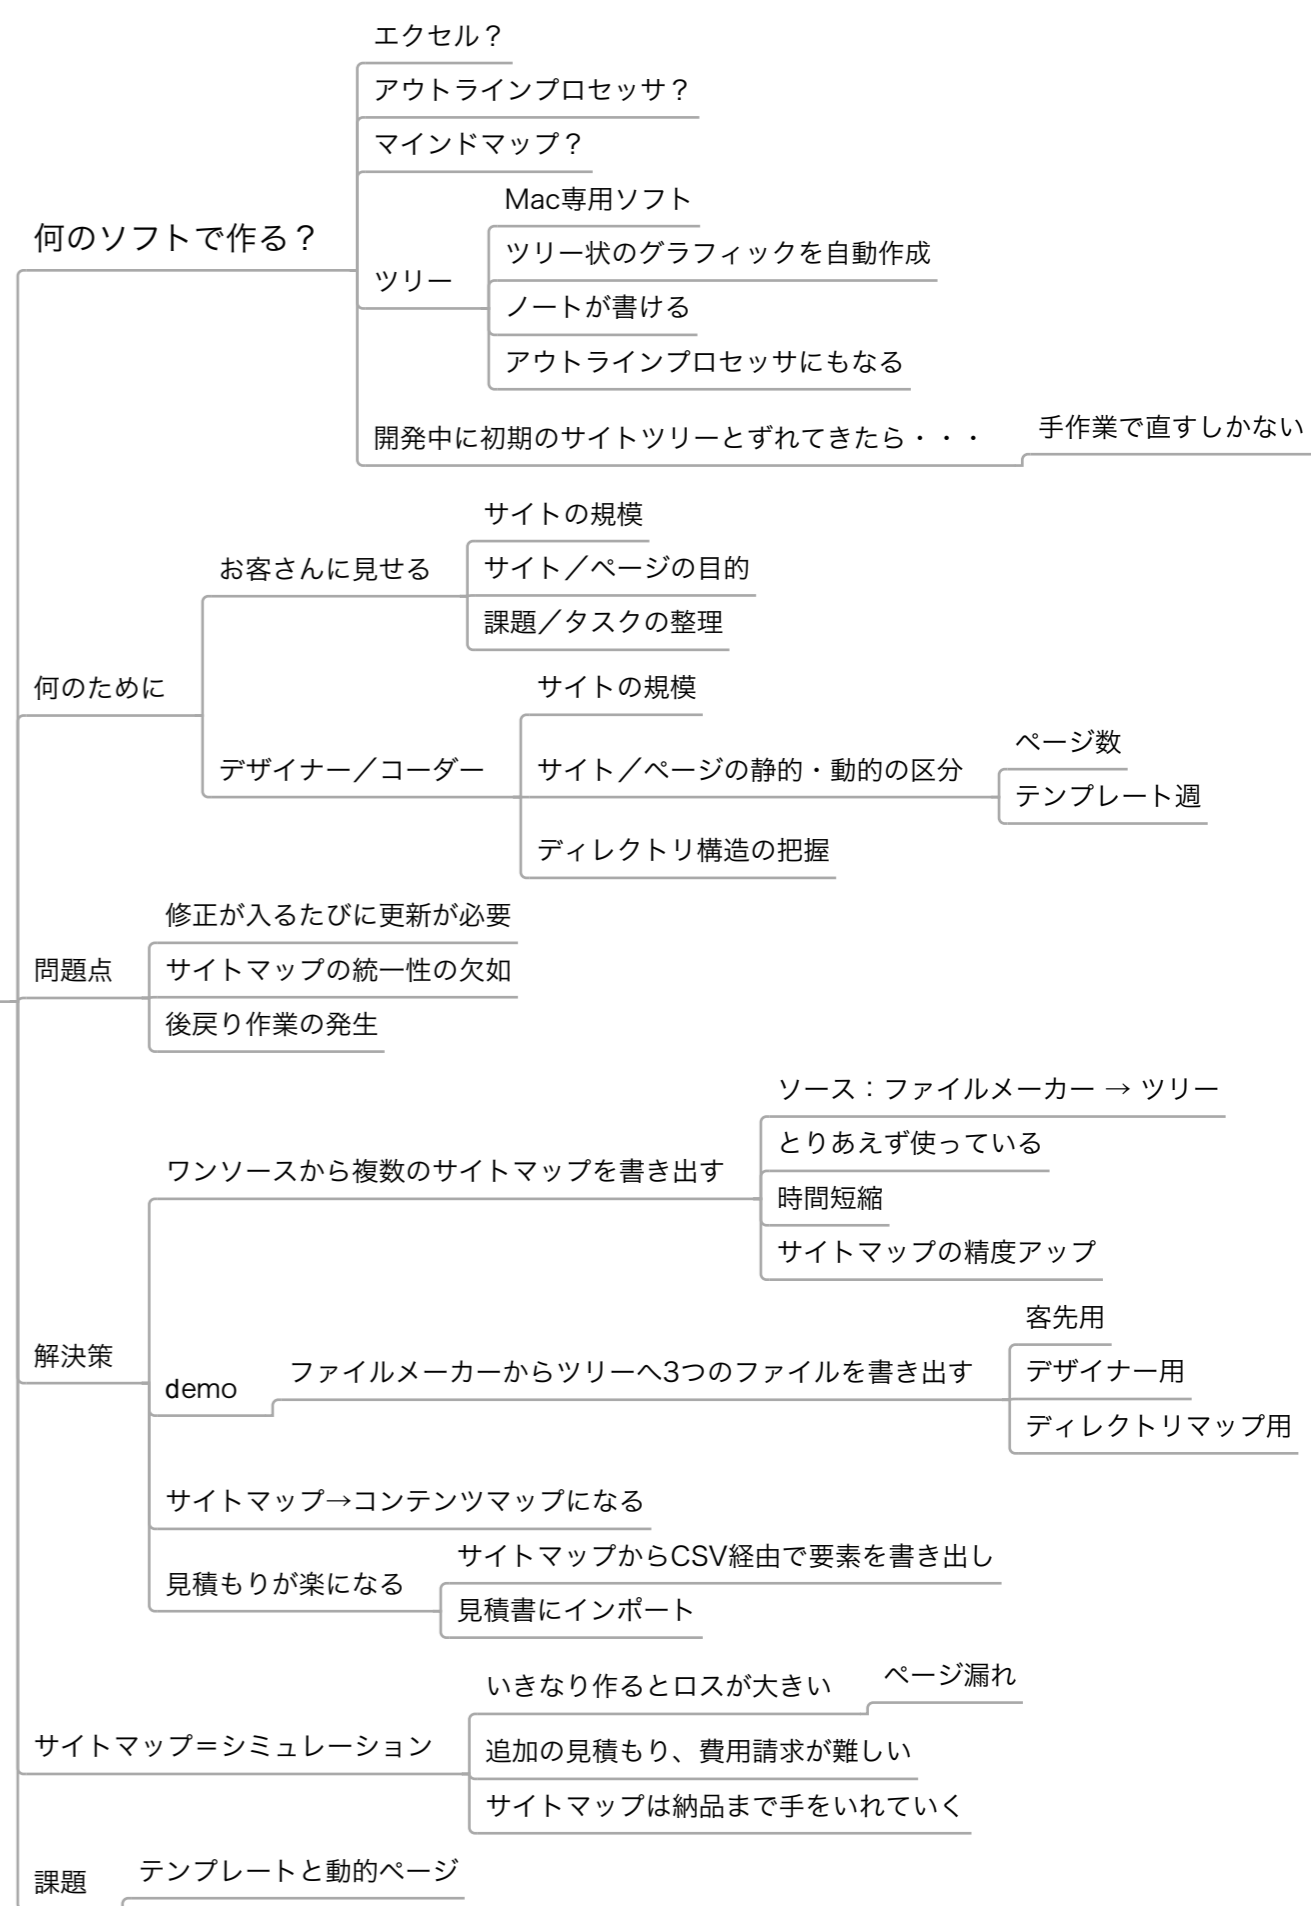 何のソフトで作る？
エクセル？
アウトラインプロセッサ？
マインドマップ？
ツリー
Mac専用ソフト
ツリー状のグラフィックを自動作成
ノートが書ける
アウトラインプロセッサにもなる
開発中に初期のサイトツリーとずれてきたら・・・
手作業で直すしかない
何のために
お客さんに見せる
サイトの規模
サイト／ページの目的
課題／タスクの整理
デザイナー／コーダー
サイトの規模
サイト／ページの静的・動的の区分
ページ数
テンプレート週
ディレクトリ構造の把握
問題点
修正が入るたびに更新が必要
サイトマップの統一性の欠如
後戻り作業の発生
解決策
ワンソースから複数のサイトマップを書き出す
ソース：ファイルメーカー → ツリー
とりあえず使っている
時間短縮
サイトマップの精度アップ
demo
ファイルメーカーからツリーへ3つのファイルを書き出す
客先用
デザイナー用
ディレクトリマップ用
サイトマップ→コンテンツマップになる
見積もりが楽になる
サイトマップからCSV経由で要素を書き出し
見積書にインポート
サイトマップ＝シミュレーション
いきなり作るとロスが大きい
ページ漏れ
追加の見積もり、費用請求が難しい
サイトマップは納品まで手をいれていく
課題
テンプレートと動的ページ